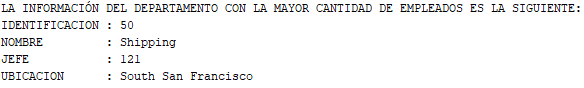 LA INFORMACIÓN DEL DEPARTAMENTO CON LA MAYOR CANTIDAD DE EMPLEADOS ES LA SIGUIENTE:
IDENTIFICACION : 50
NOMBRE : Shipping
JEFE : 121
UBICACION : South San Francisco